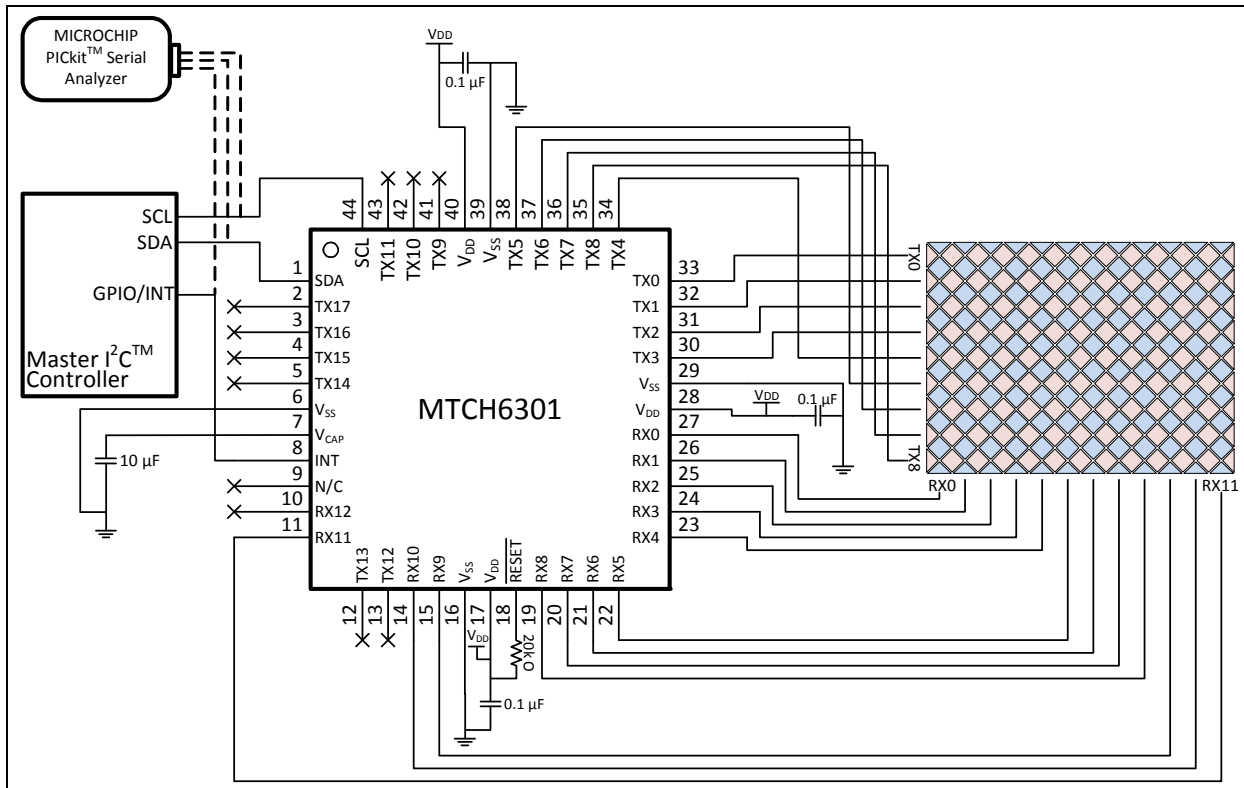 MICROCHIP
PICkit™ Serial
Analyzer
VDD
0.1 µF
SCL
SDA
GPIO/INT
Master I²C™
Controller
44
43
42
41
40
39
38
37
36
35
34
SCL
TX11
TX10
TX9
VDD
VSS
TX5
TX6
TX7
TX8
TX4
1
SDA
2
TX17
3
TX16
4
TX15
5
TX14
6
VSS
7
VCAP
8
INT
9
N/C
10
RX12
11
RX11
10 µF
MTCH6301
33
TX0
32
TX1
31
TX2
30
TX3
29
VSS
28
VDD
27
RX0
26
RX1
25
RX2
24
RX3
23
RX4
VDD
0.1 µF
TX0
TX8
RX0
RX11
TX13
TX12
RX10
RX9
VSS
VDD
RESET
RX8
RX7
RX6
RX5
12
13
14
15
16
17
18
19
20
21
22
VDD
20kΩ
0.1 µF